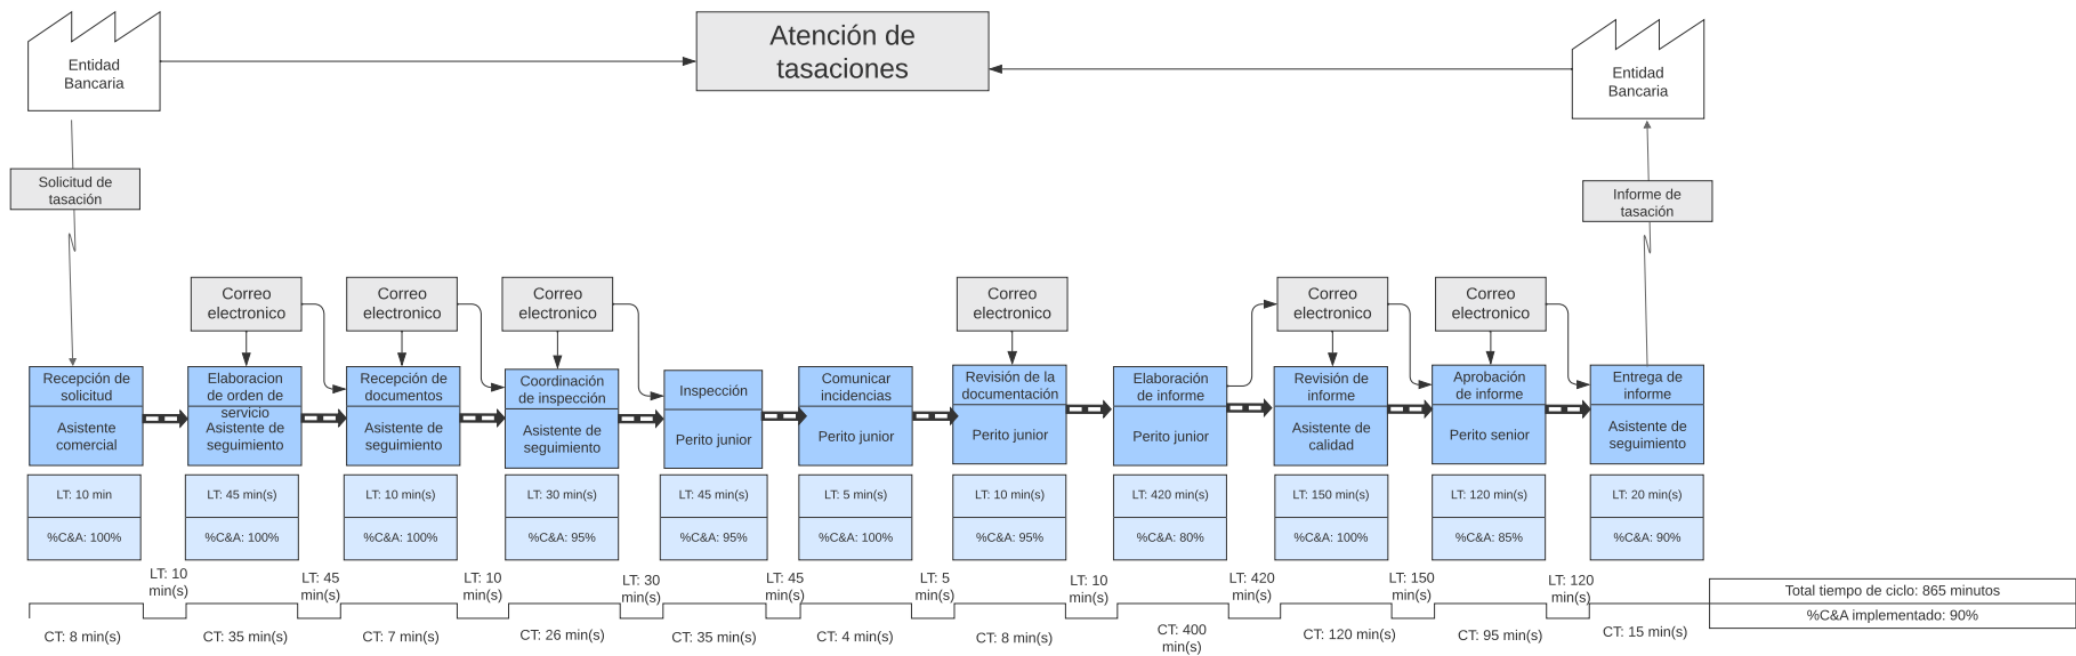 Entidad
Bancaria
Atención de
tasaciones
Entidad
Bancaria
Solicitud de
tasación
Informe de
tasación
Correo
electronico
Correo
electronico
Correo
electronico
Correo
electronico
Correo
electronico
Correo
electronico
Recepción de
solicitud
Asistente
comercial
Elaboracion
de orden de
servicio
Asistente de
seguimiento
Recepción de
documentos
Asistente de
seguimiento
Coordinación
de inspección
Asistente de
seguimiento
Inspección
Perito junior
Comunicar
incidencias
Perito junior
Revisión de la
documentación
Perito junior
Elaboración
de informe
Perito junior
Revisión de
informe
Asistente de
calidad
Aprobación
de informe
Perito senior
Entrega de
informe
Asistente de
seguimiento
LT: 10 min
%C&A: 100%
LT: 45 min(s)
%C&A: 100%
LT: 10 min(s)
%C&A: 100%
LT: 30 min(s)
%C&A: 95%
LT: 45 min(s)
%C&A: 95%
LT: 5 min(s)
%C&A: 100%
LT: 10 min(s)
%C&A: 95%
LT: 420 min(s)
%C&A: 80%
LT: 150 min(s)
%C&A: 100%
LT: 120 min(s)
%C&A: 85%
LT: 20 min(s)
%C&A: 90%
LT: 10
min(s)
LT: 45
min(s)
LT: 10
min(s)
LT: 30
min(s)
LT: 45
min(s)
LT: 5
min(s)
LT: 10
min(s)
LT: 420
min(s)
LT: 150
min(s)
LT: 120
min(s)
CT: 8 min(s)
CT: 35 min(s)
CT: 7 min(s)
CT: 26 min(s)
CT: 35 min(s)
CT: 4 min(s)
CT: 8 min(s)
CT: 400
min(s)
CT: 120 min(s)
CT: 95 min(s)
CT: 15 min(s)
Total tiempo de ciclo: 865 minutos
%C&A implementado: 90%